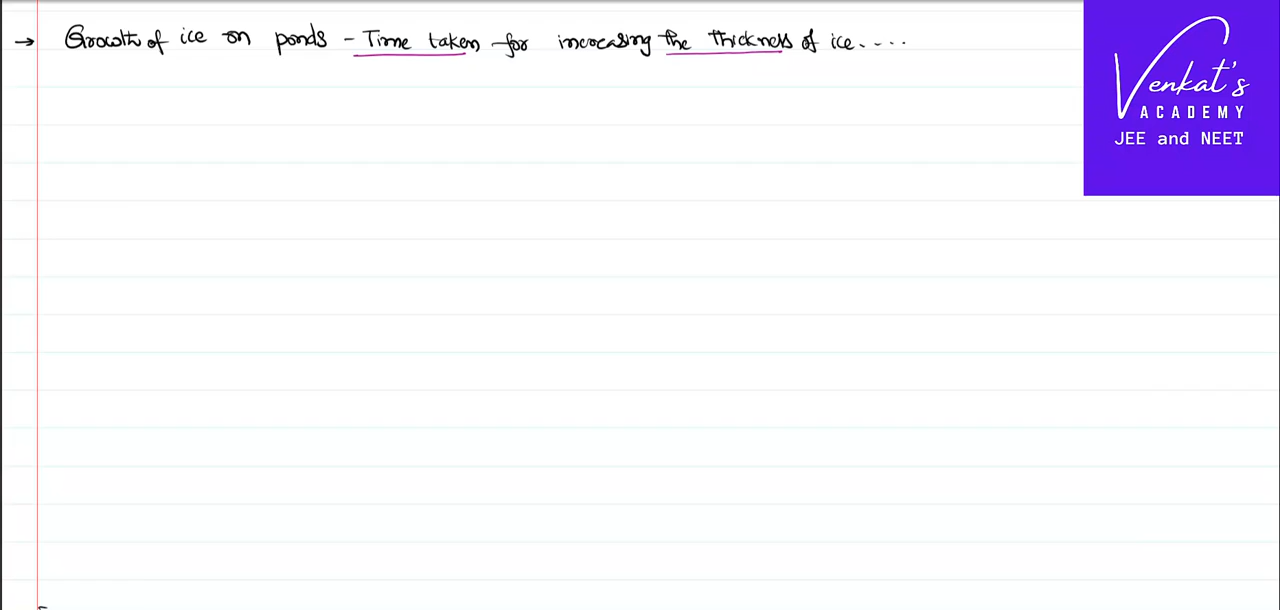 → Growth of ice on ponds - Time taken for increasing the thickness of ice....
Venkat's
ACADEMY
JEE and NEET